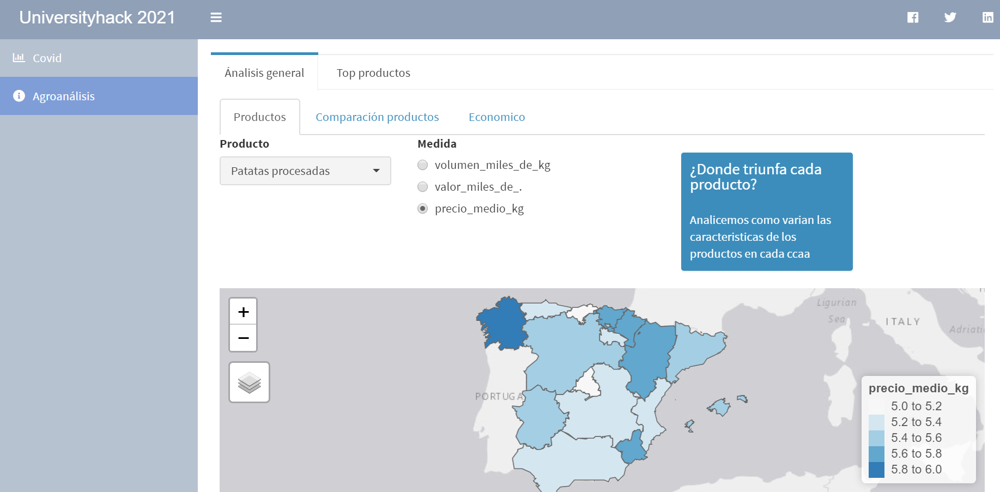 Universityhack 2021
Covid
Agroanálisis
Ánalisis general
Top productos
Productos
Comparación productos
Economico
Producto
Patatas procesadas
Medida
volumen_miles_de_kg
valor_miles_de_.
precio_medio_kg
¿Donde triunfa cada
producto?
Analicemos como varian las
caracteristicas de los
productos en cada ccaa
+
−
Ligurian
Sea
ITALY
Adriati
PORTUGA
precio_medio_kg
5.0 to 5.2
5.2 to 5.4
5.4 to 5.6
5.6 to 5.8
5.8 to 6.0